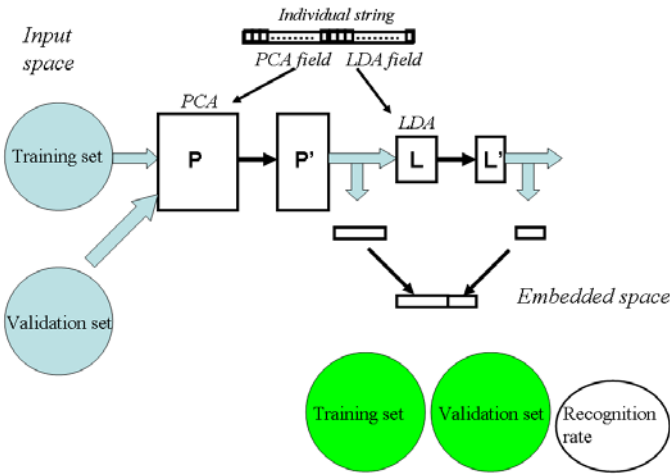 Individual string
Input
space
PCA field
LDA field
PCA
LDA
Training set
P
P'
L
L'
Validation set
Embedded space
Training set
Validation set
Recognition
rate